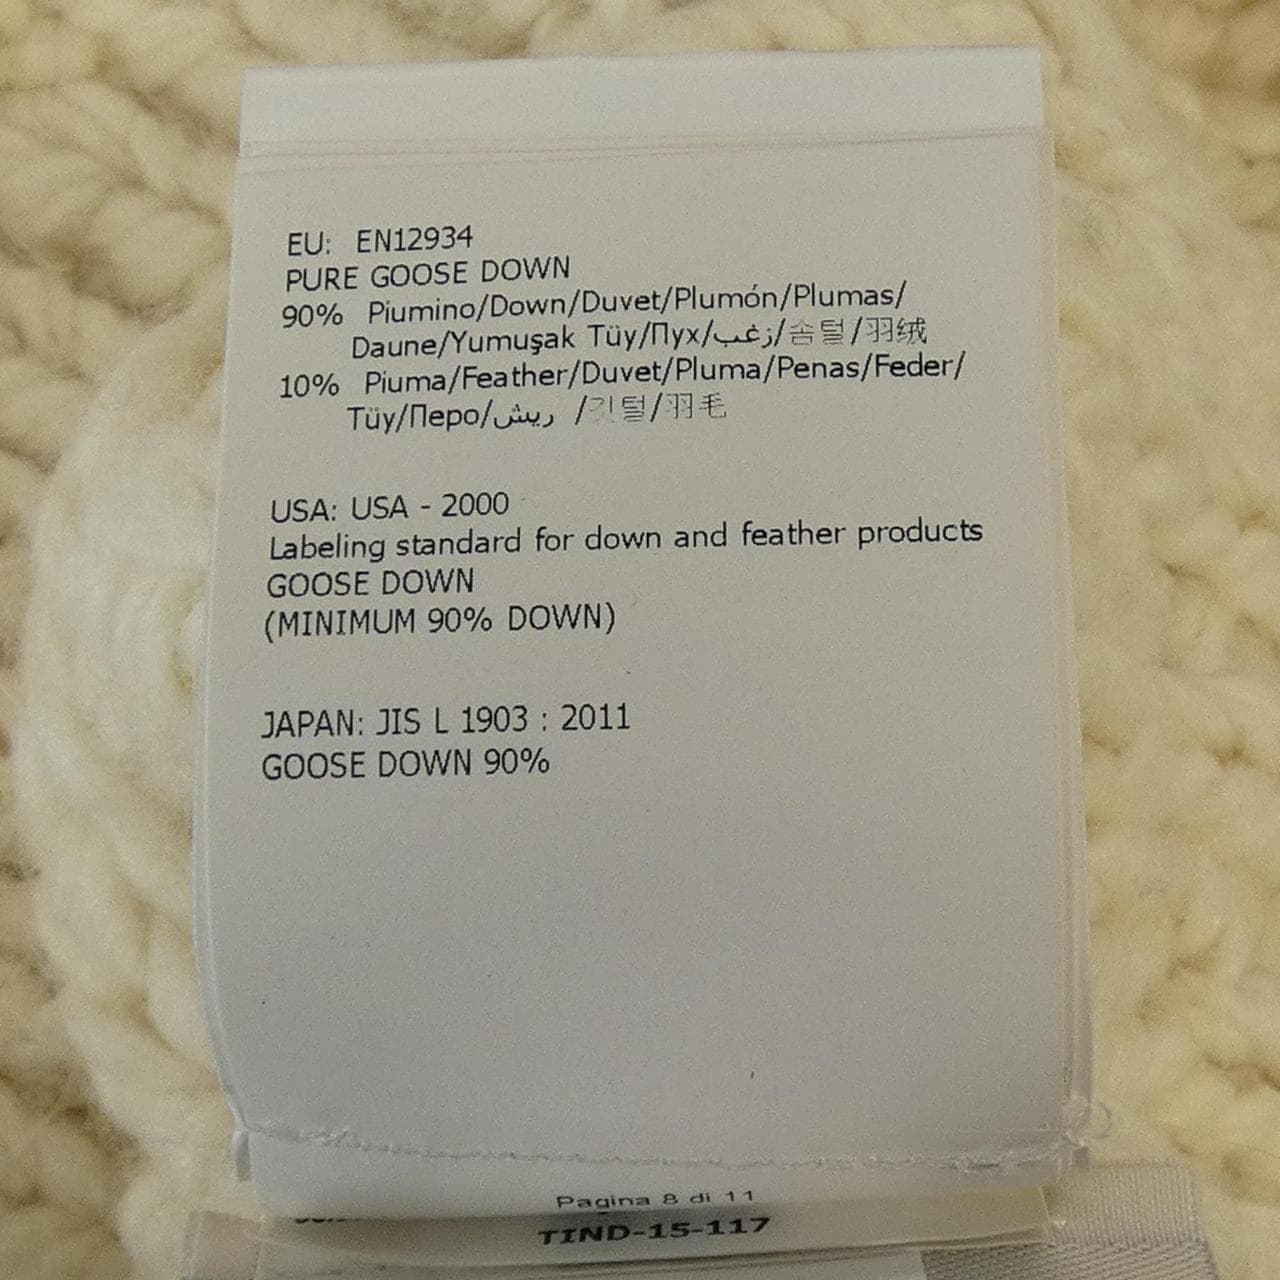 EU: EN12934
PURE GOOSE DOWN
90% Piumino/Down/Duvet/Plumón/Plumas/
Daune/Yumuşak Tüy/Пух/زغب/솜털/羽绒
10% Piuma/Feather/Duvet/Pluma/Penas/Feder/
Tüy/Перо/ريش /깃털/羽毛
USA: USA - 2000
Labeling standard for down and feather products
GOOSE DOWN
(MINIMUM 90% DOWN)
JAPAN: JIS L 1903 : 2011
GOOSE DOWN 90%
Pagina 8 di 11
TIND-15-117